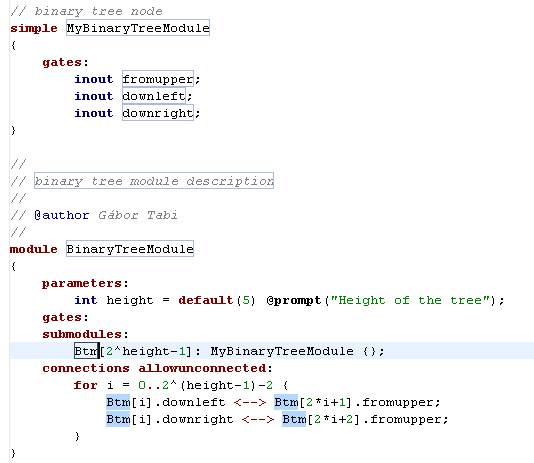 // binary tree node
simple MyBinaryTreeModule
{
    gates:
        inout fromupper;
        inout downleft;
        inout downright;
}
//
// binary tree module description
//
// @author Gábor Tabi
//
module BinaryTreeModule
{
    parameters:
        int height = default(5) @prompt("Height of the tree");
    gates:
    submodules:
        Btm[2^height-1]: MyBinaryTreeModule {};
    connections allowunconnected:
        for i = 0..2^(height-1)-2 {
            Btm[i].downleft <--> Btm[2*i+1].fromupper;
            Btm[i].downright <--> Btm[2*i+2].fromupper;
        }
}